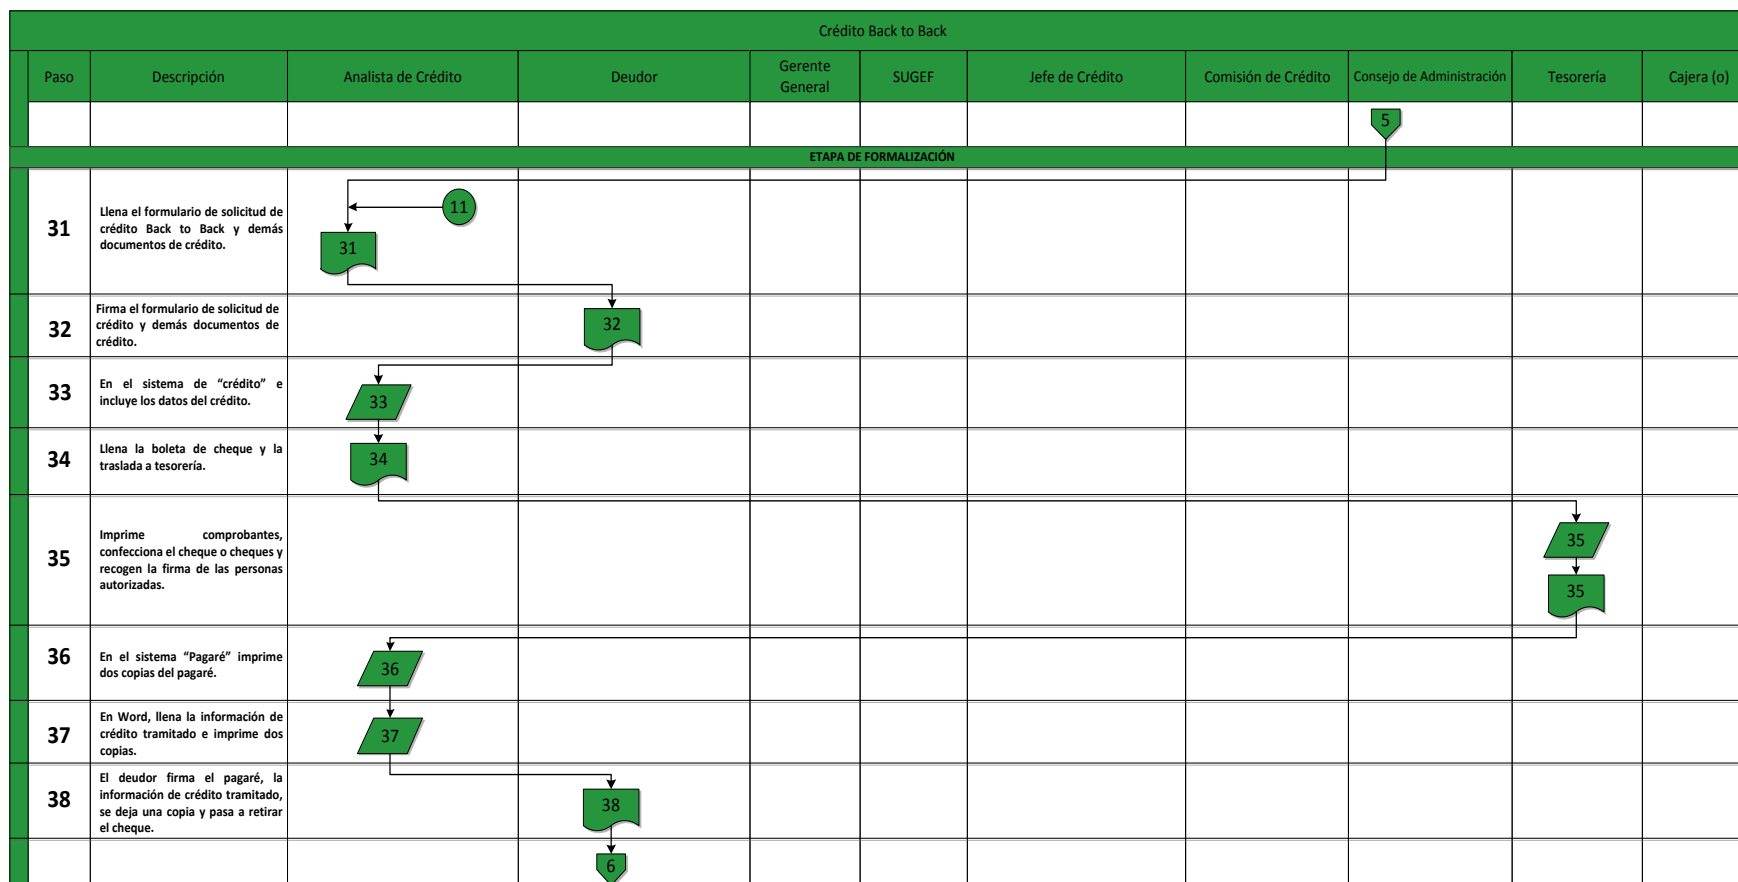 Crédito Back to Back
Paso
Descripción
Analista de Crédito
Deudor
Gerente
General
SUGEF
Jefe de Crédito
Comisión de Crédito
Consejo de Administración
Tesorería
Cajera (o)
5
ETAPA DE FORMALIZACIÓN
31
Llena el formulario de solicitud de
crédito Back to Back y demás
documentos de crédito.
11
31
32
Firma el formulario de solicitud de
crédito y demás documentos de
crédito.
32
33
En el sistema de “crédito” e
incluye los datos del crédito.
33
34
Llena la boleta de cheque y la
traslada a tesorería.
34
35
Imprime comprobantes,
confecciona el cheque o cheques y
recogen la firma de las personas
autorizadas.
35
35
36
En el sistema “Pagaré” imprime
dos copias del pagaré.
36
37
En Word, llena la información de
crédito tramitado e imprime dos
copias.
37
38
El deudor firma el pagaré, la
información de crédito tramitado,
se deja una copia y pasa a retirar
el cheque.
38
6